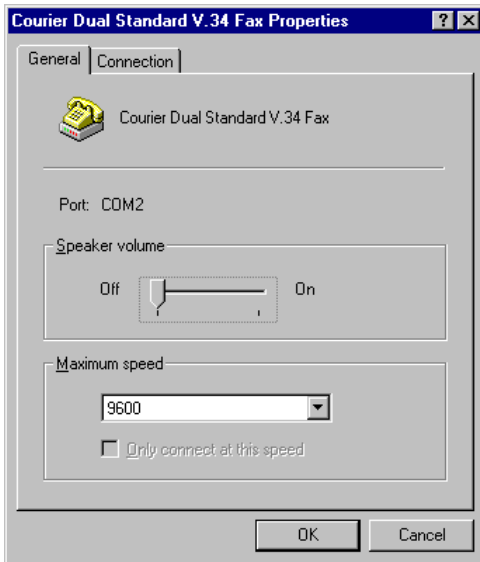 Courier Dual Standard V.34 Fax Properties
General
Connection
Courier Dual Standard V.34 Fax
Port: COM2
Speaker volume
Off
On
Maximum speed
9600
Only connect at this speed
OK
Cancel